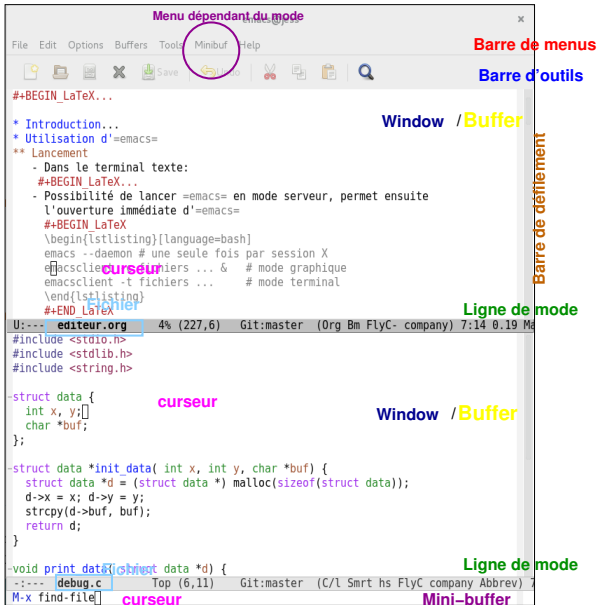 Menu dépendant du mode
emacs@jess ×
File Edit Options Buffers Tools Minibuf Help
Barre de menus
Save Undo
Barre d'outils
#+BEGIN_LaTeX...
* Introduction...
Window / Buffer
* Utilisation d'=emacs=
** Lancement
- Dans le terminal texte:
#+BEGIN_LaTeX...
- Possibilité de lancer =emacs= en mode serveur, permet ensuite
l'ouverture immédiate d'=emacs=
#+BEGIN_LaTeX
\begin{lstlisting}[language=bash]
emacs --daemon # une seule fois par session X
emacsclient -c fichiers ... & # mode graphique
curseur
emacsclient -t fichiers ... # mode terminal
\end{lstlisting}
Fichier
#+END_LaTeX
Barre de défilement
Ligne de mode
U:--- editeur.org 4% (227,6) Git:master (Org Bm FlyC- company) 7:14 0.19 Ma
#include <stdio.h>
#include <stdlib.h>
#include <string.h>
-struct data {
int x, y;
curseur
char *buf;
Window / Buffer
};
-struct data *init_data( int x, int y, char *buf) {
struct data *d = (struct data *) malloc(sizeof(struct data));
d->x = x; d->y = y;
strcpy(d->buf, buf);
return d;
}
-void print_data( struct data *d) {
Fichier
Ligne de mode
-:--- debug.c Top (6,11) Git:master (C/l Smrt hs FlyC company Abbrev) 7
M-x find-file
curseur
Mini-buffer